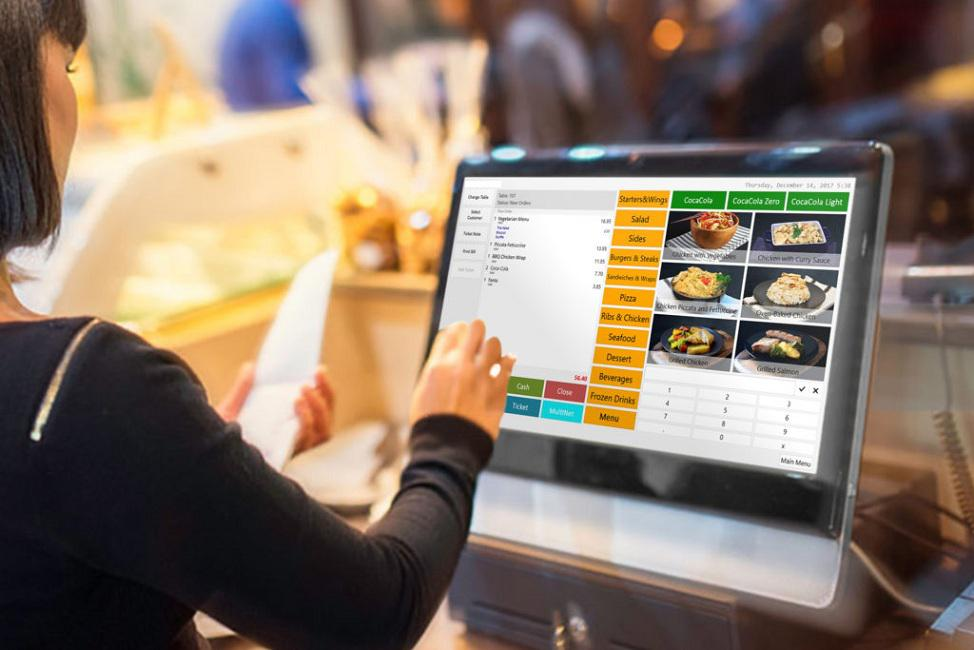 Thursday, December 14, 2017 5:38
Change Table
Select
Customer
Ticket Note
Print Bill
Add Ticket
Table: 107
Status: New Orders
1 Vegetarian Menu 16.95
1 Piccata Fettuccine 13.95
1 BBQ Chicken Wrap 11.95
2 Coca-Cola 7.70
1 Fanta 3.85
56.40
Cash
Close
Ticket
MultiNet
Starters&Wings
Salad
Sides
Burgers & Steaks
Sandwiches & Wraps
Pizza
Ribs & Chicken
Seafood
Dessert
Beverages
Frozen Drinks
Menu
CocaCola
CocaCola Zero
CocaCola Light
Chicken with Vegetables
Chicken with Curry Sauce
Chicken Piccata and Fettuccine
Oven-Baked Chicken
Grilled Chicken
Grilled Salmon
1 2 3
4 5 6
7 8 9
. 0 x
Main Menu